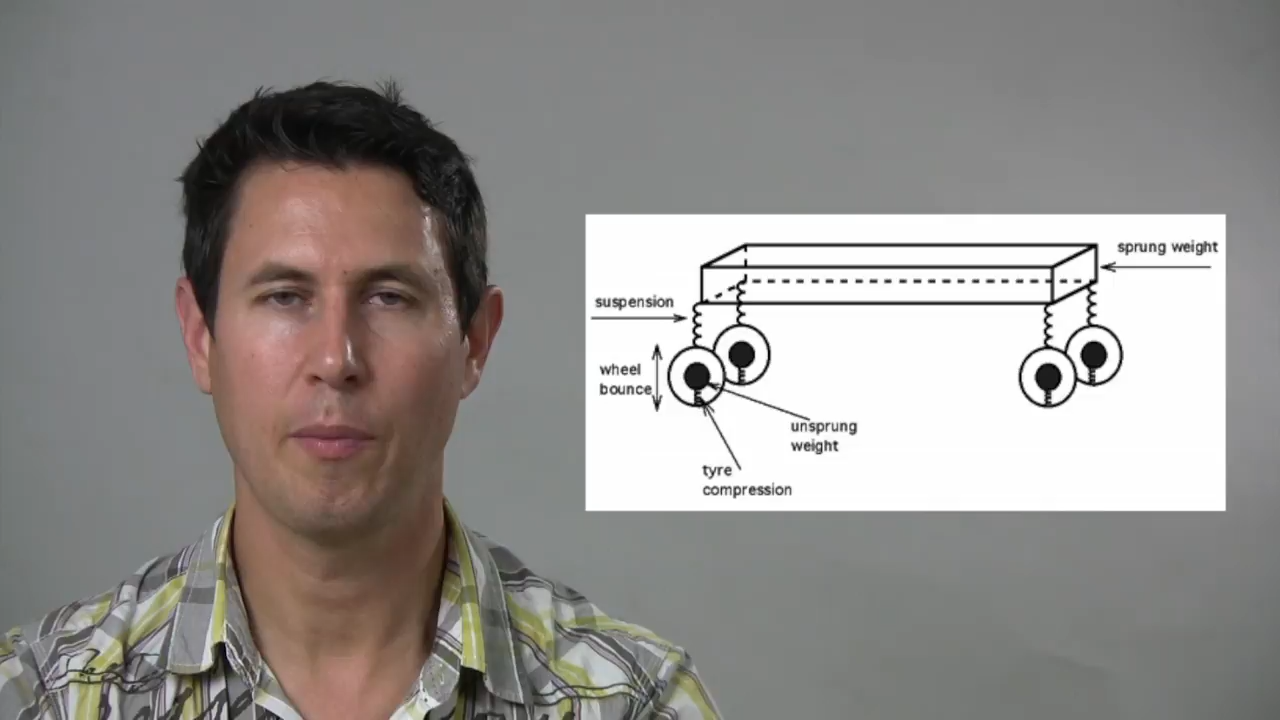 sprung weight
suspension
wheel
bounce
unsprung
weight
tyre
compression